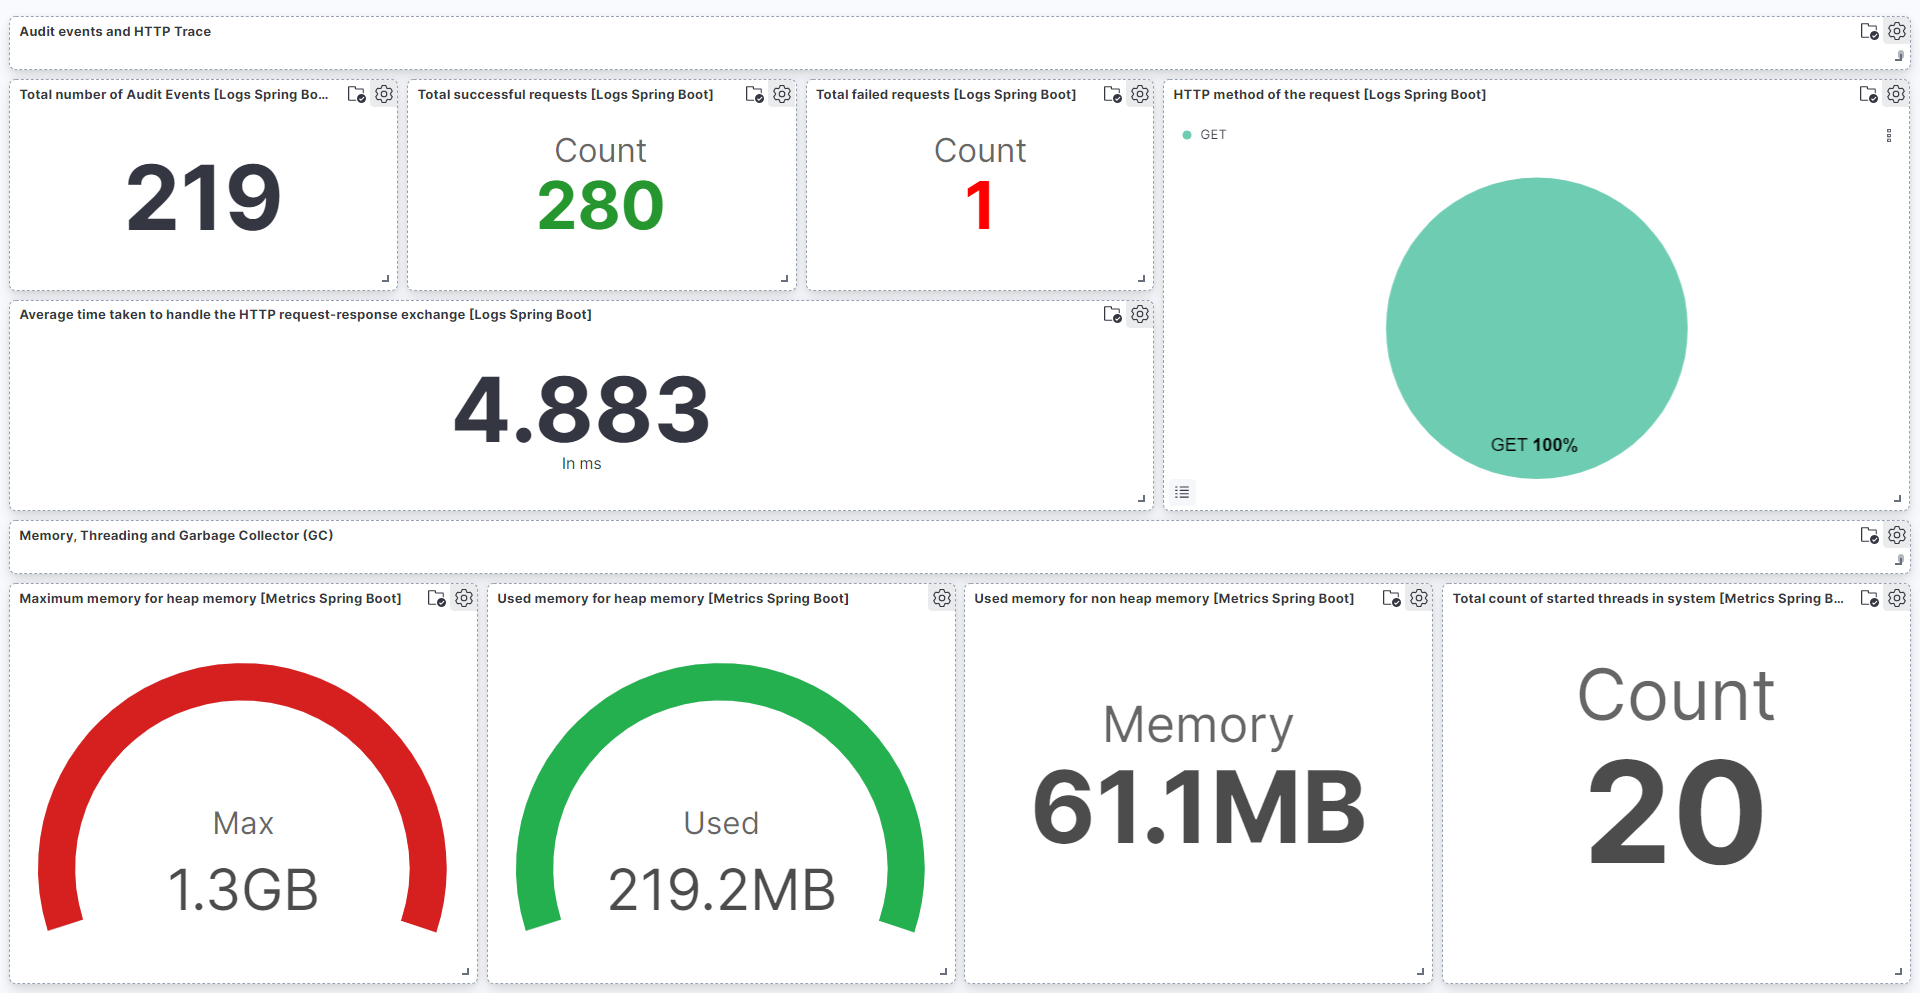 Audit events and HTTP Trace
Total number of Audit Events [Logs Spring Bo...
219
Total successful requests [Logs Spring Boot]
Count
280
Total failed requests [Logs Spring Boot]
Count
1
HTTP method of the request [Logs Spring Boot]
GET
GET 100%
Average time taken to handle the HTTP request-response exchange [Logs Spring Boot]
4.883
In ms
Memory, Threading and Garbage Collector (GC)
Maximum memory for heap memory [Metrics Spring Boot]
Max
1.3GB
Used memory for heap memory [Metrics Spring Boot]
Used
219.2MB
Used memory for non heap memory [Metrics Spring Boot]
Memory
61.1MB
Total count of started threads in system [Metrics Spring B...
Count
20